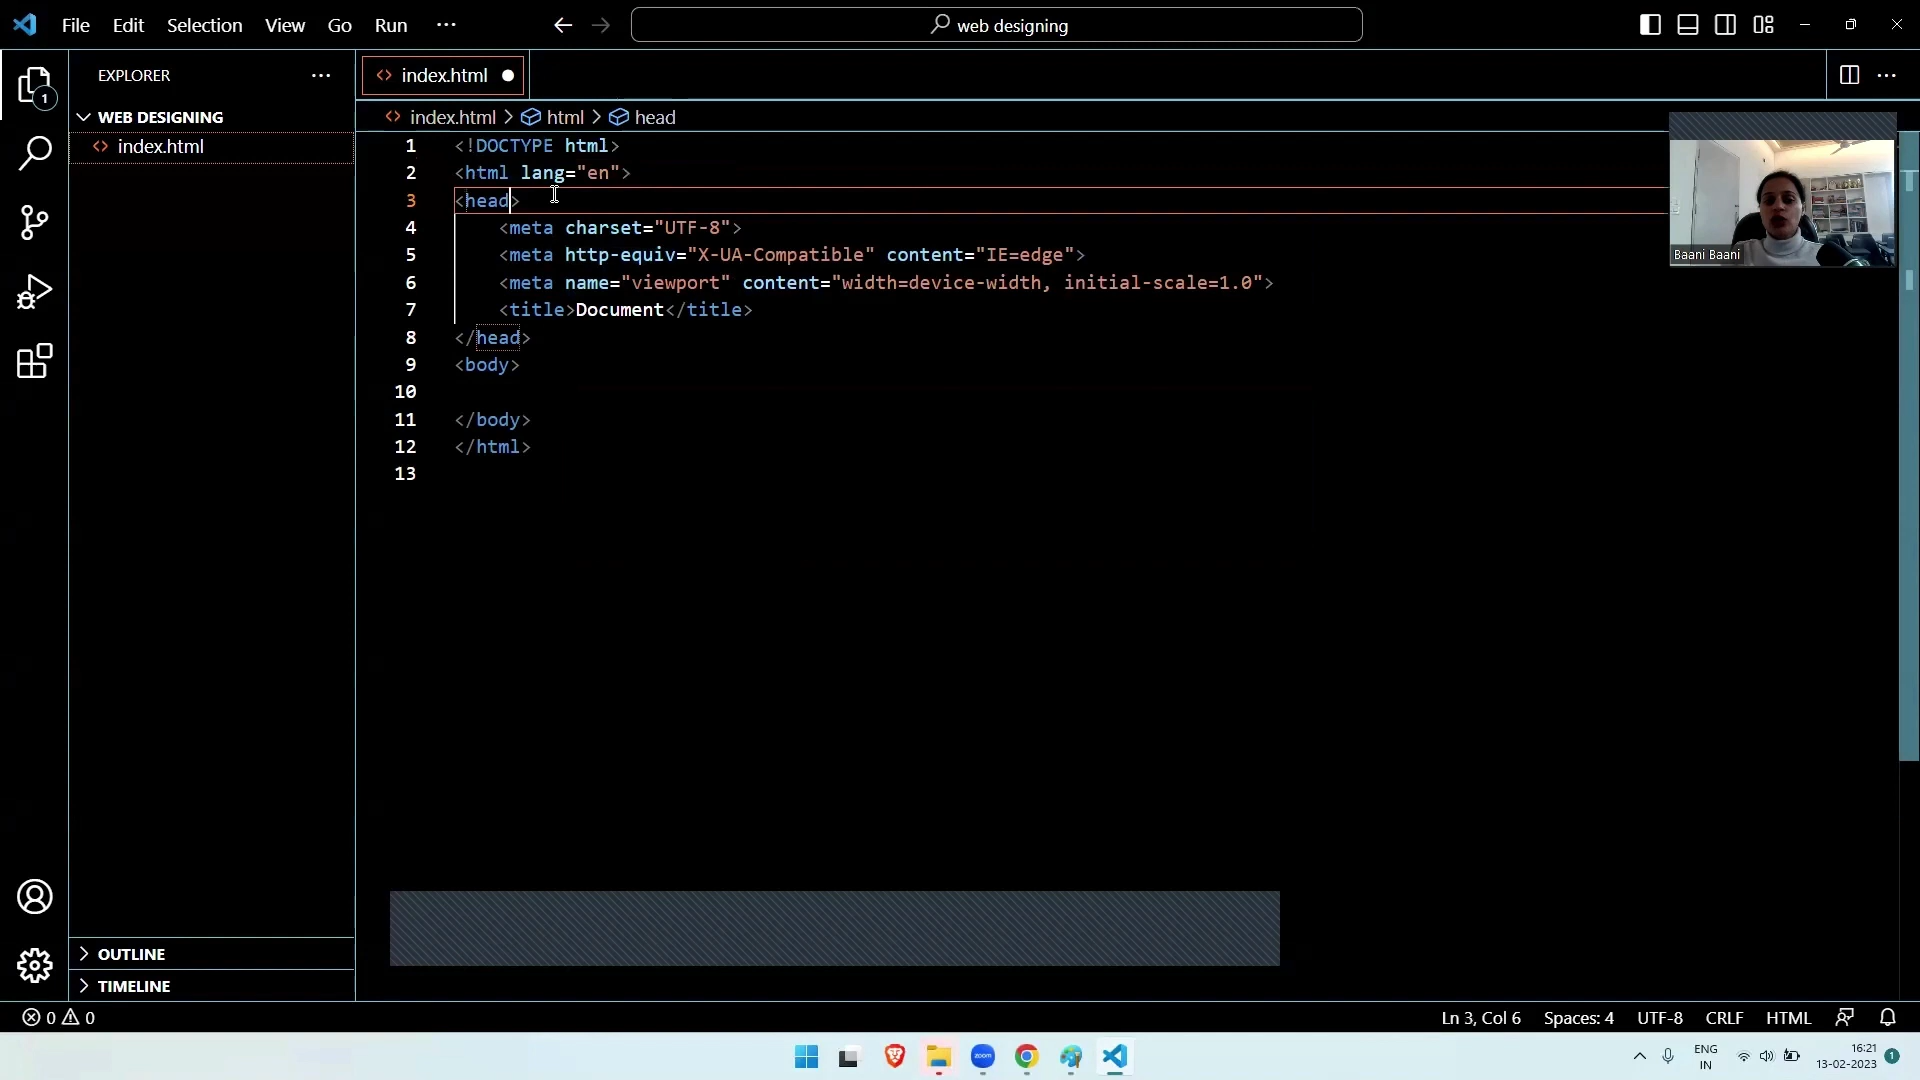 File Edit Selection View Go Run ···
web designing
EXPLORER ···
index.html
WEB DESIGNING
index.html > html > head
index.html
1 <!DOCTYPE html>
2 <html lang="en">
3 <head>
4 <meta charset="UTF-8">
5 <meta http-equiv="X-UA-Compatible" content="IE=edge">
6 <meta name="viewport" content="width=device-width, initial-scale=1.0">
7 <title>Document</title>
8 </head>
9 <body>
10
11 </body>
12 </html>
13
Baani Baani
1
OUTLINE
TIMELINE
0 0
Ln 3, Col 6 Spaces: 4 UTF-8 CRLF HTML
zoom
ENG
IN
16:21
13-02-2023
1